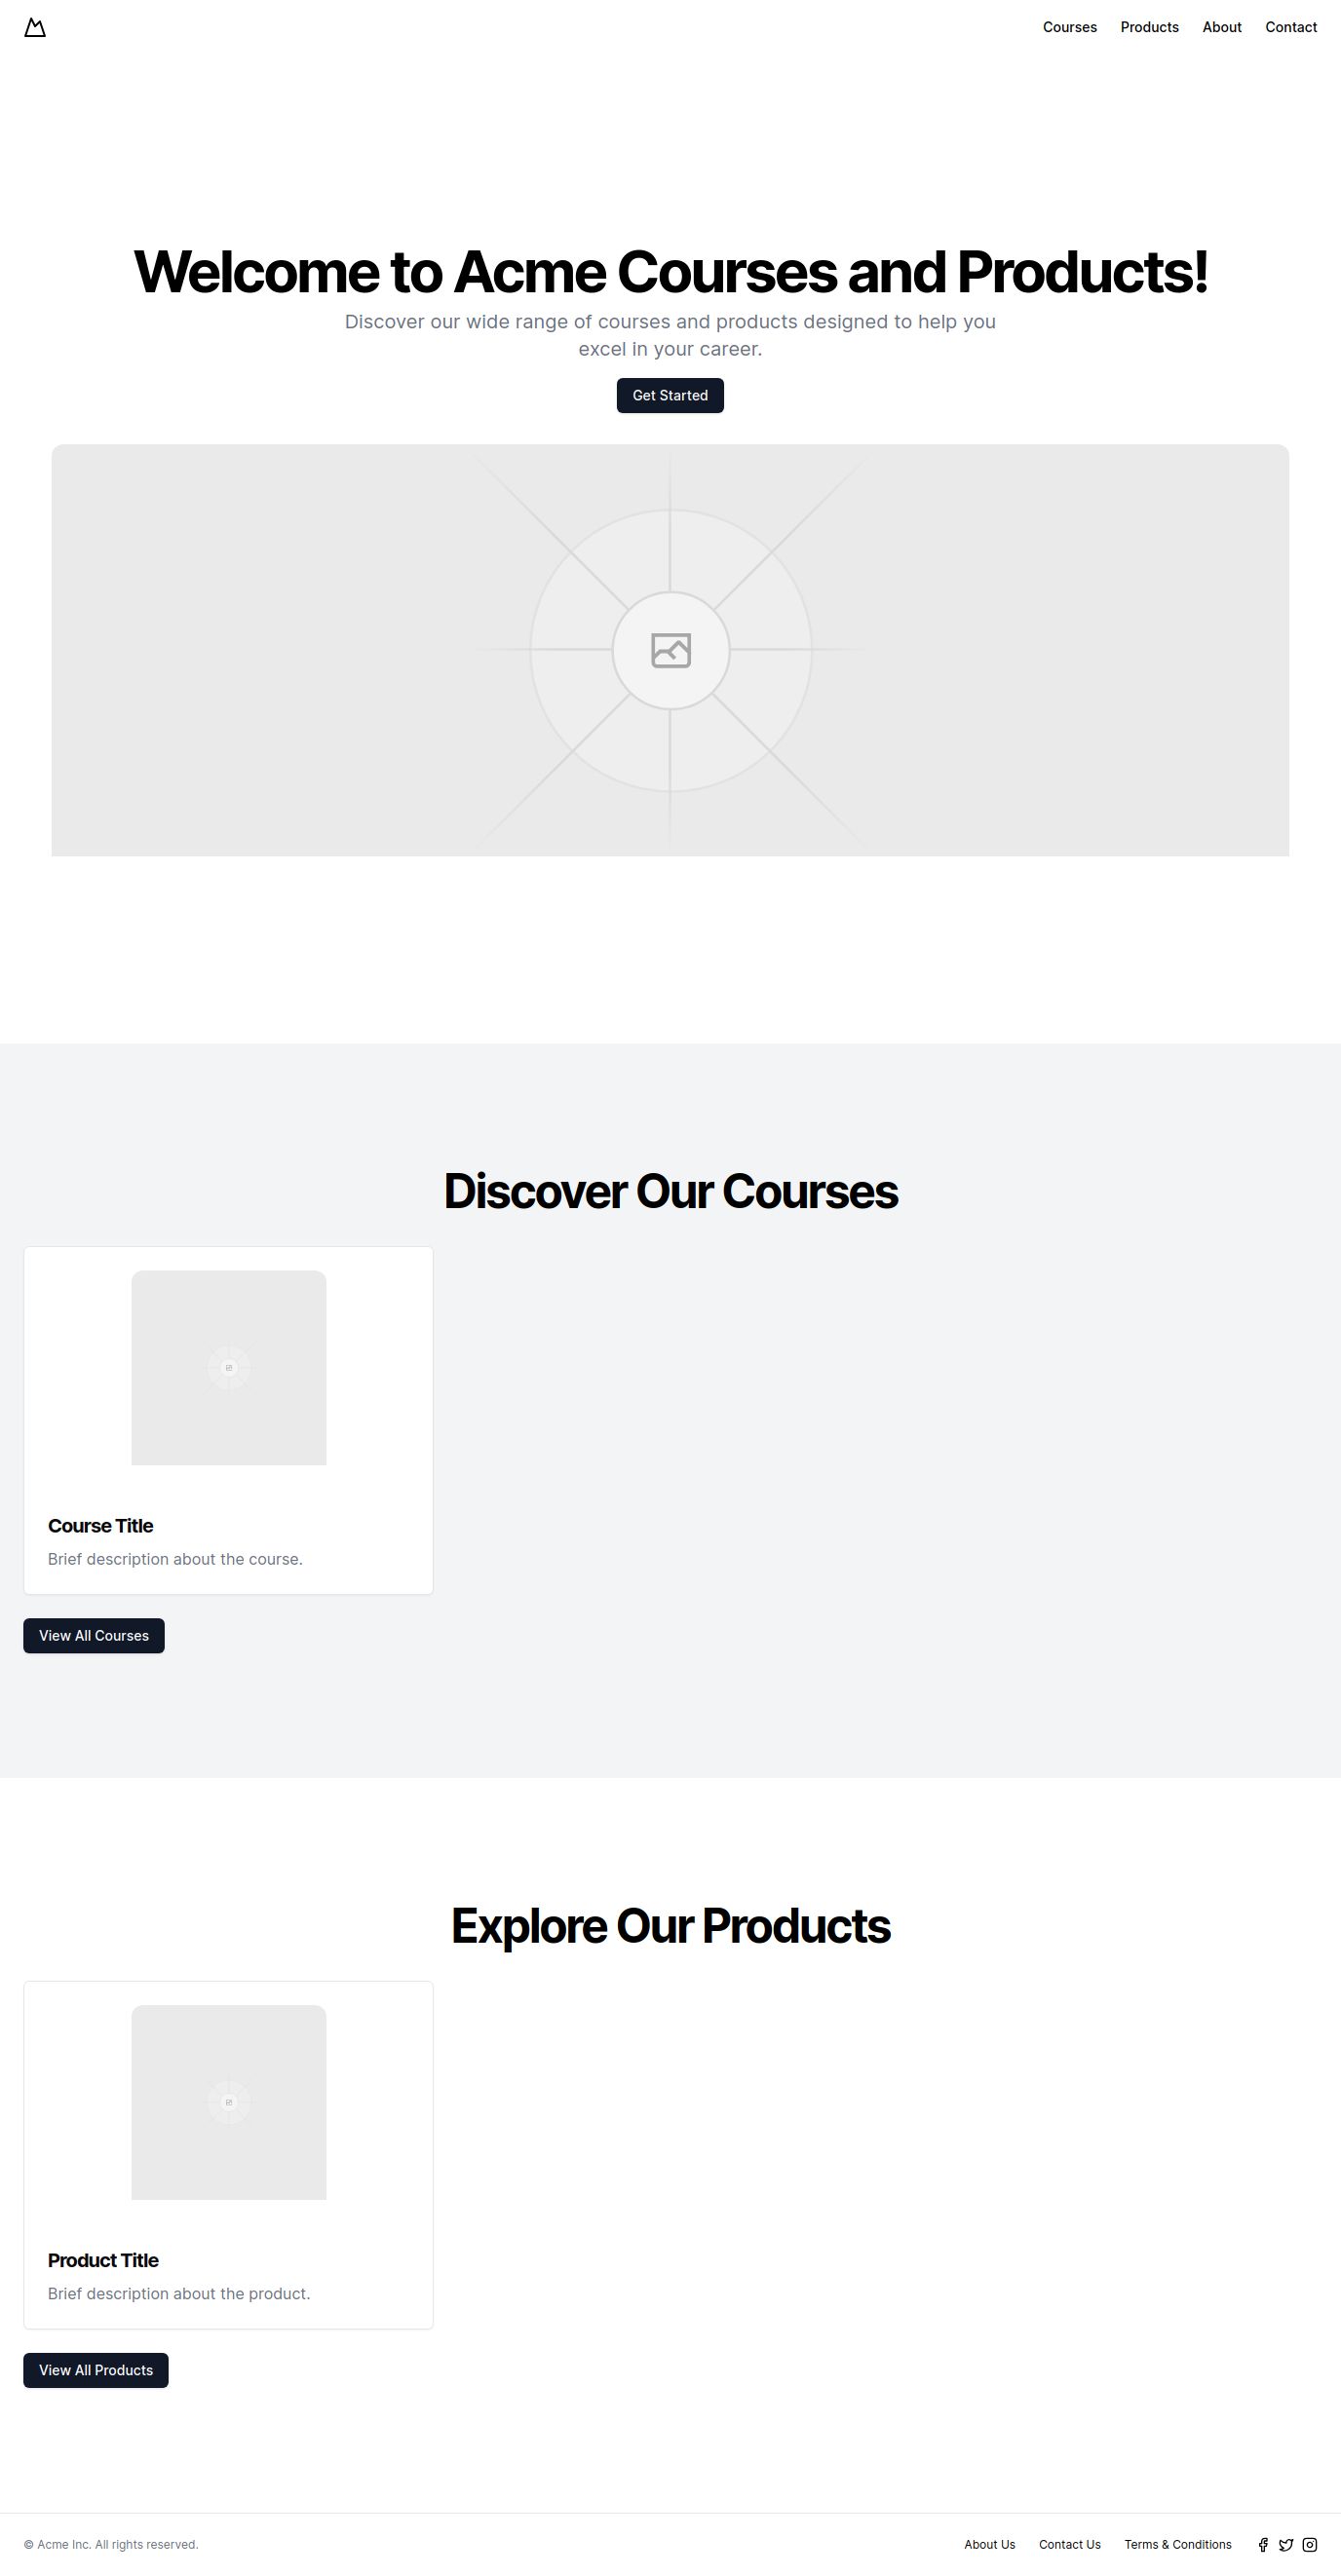 Courses Products About Contact
Welcome to Acme Courses and Products!
Discover our wide range of courses and products designed to help you
excel in your career.
Get Started
Discover Our Courses
Course Title
Brief description about the course.
View All Courses
Explore Our Products
Product Title
Brief description about the product.
View All Products
© Acme Inc. All rights reserved. About Us Contact Us Terms & Conditions